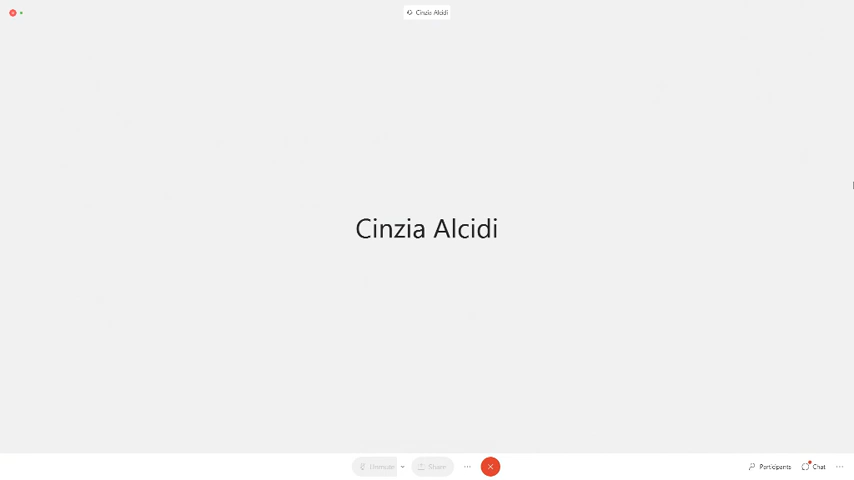 Cinzia Alcidi
Cinzia Alcidi
Unmute
Share
Participants
Chat